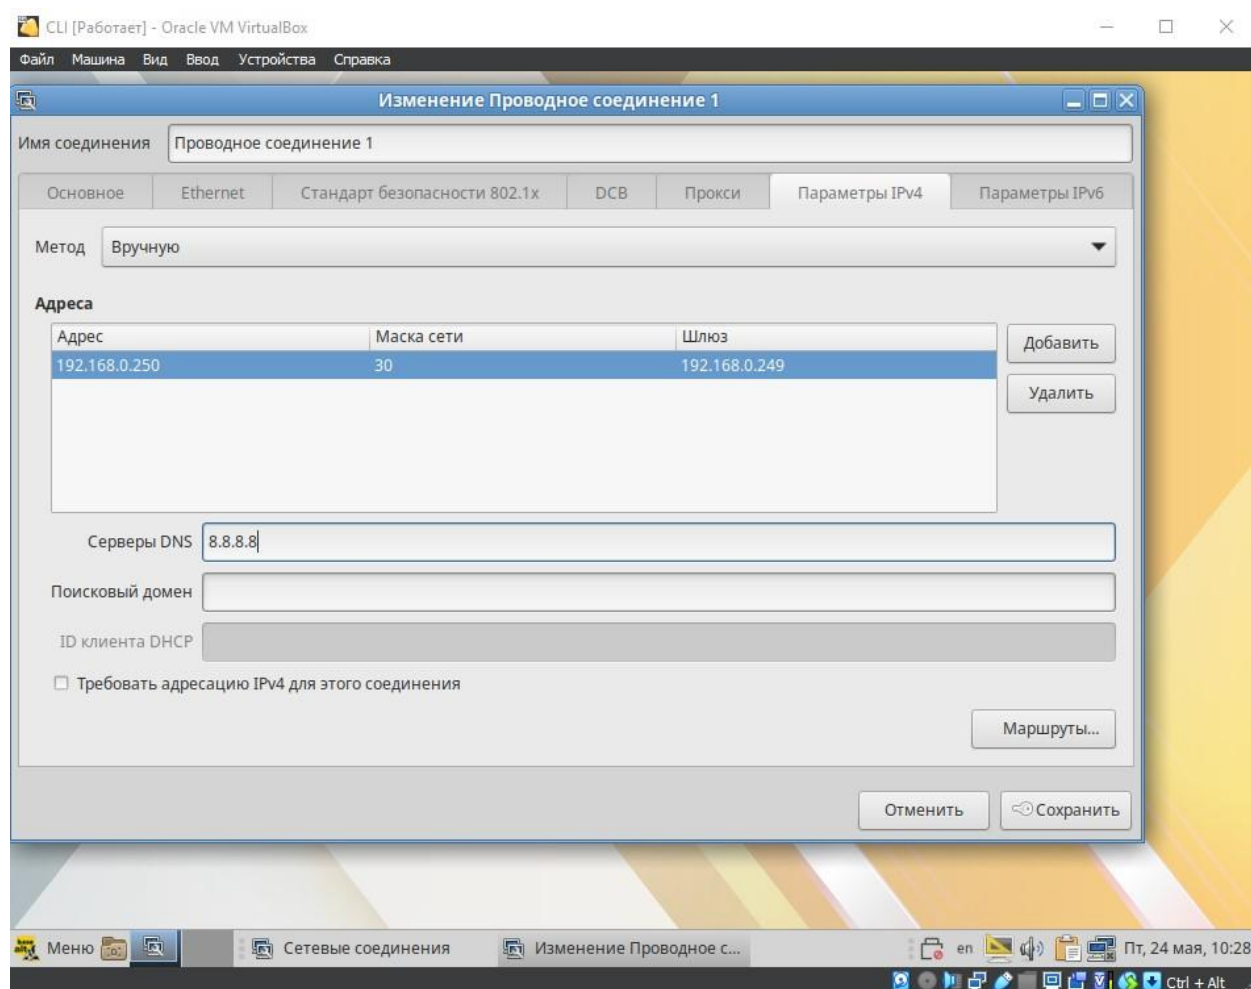 CLI [Работает] - Oracle VM VirtualBox
Файл Машина Вид Ввод Устройства Справка
Изменение Проводное соединение 1
Имя соединения Проводное соединение 1
Основное Ethernet Стандарт безопасности 802.1x DCB Прокси Параметры IPv4 Параметры IPv6
Метод Вручную
Адреса
Адрес Маска сети Шлюз
192.168.0.250 30 192.168.0.249
Добавить
Удалить
Серверы DNS 8.8.8.8
Поисковый домен
ID клиента DHCP
Требовать адресацию IPv4 для этого соединения
Маршруты...
Отменить Сохранить
Меню Сетевые соединения Изменение Проводное с... en Пт, 24 мая, 10:28
Ctrl + Alt